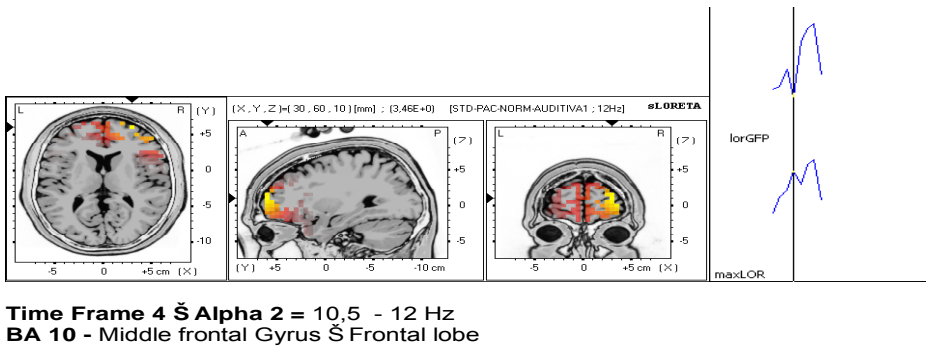 L R (Y) (X,Y,Z)=( 30 , 60 , 10 ) [mm] ; (3,46E+0) [STD-PAC-NORM-AUDITIVA1 ; 12Hz] sLORETA
A P (Z) L R (Z)
+5 +5 +5
0 0 0
-5 -5 -5
-10
-5 0 +5 cm (X) (Y) +5 0 -5 -10 cm -5 0 +5 cm (X)
lorGFP
maxLOR
Time Frame 4 Š Alpha 2 = 10,5 - 12 Hz
BA 10 - Middle frontal Gyrus Š Frontal lobe